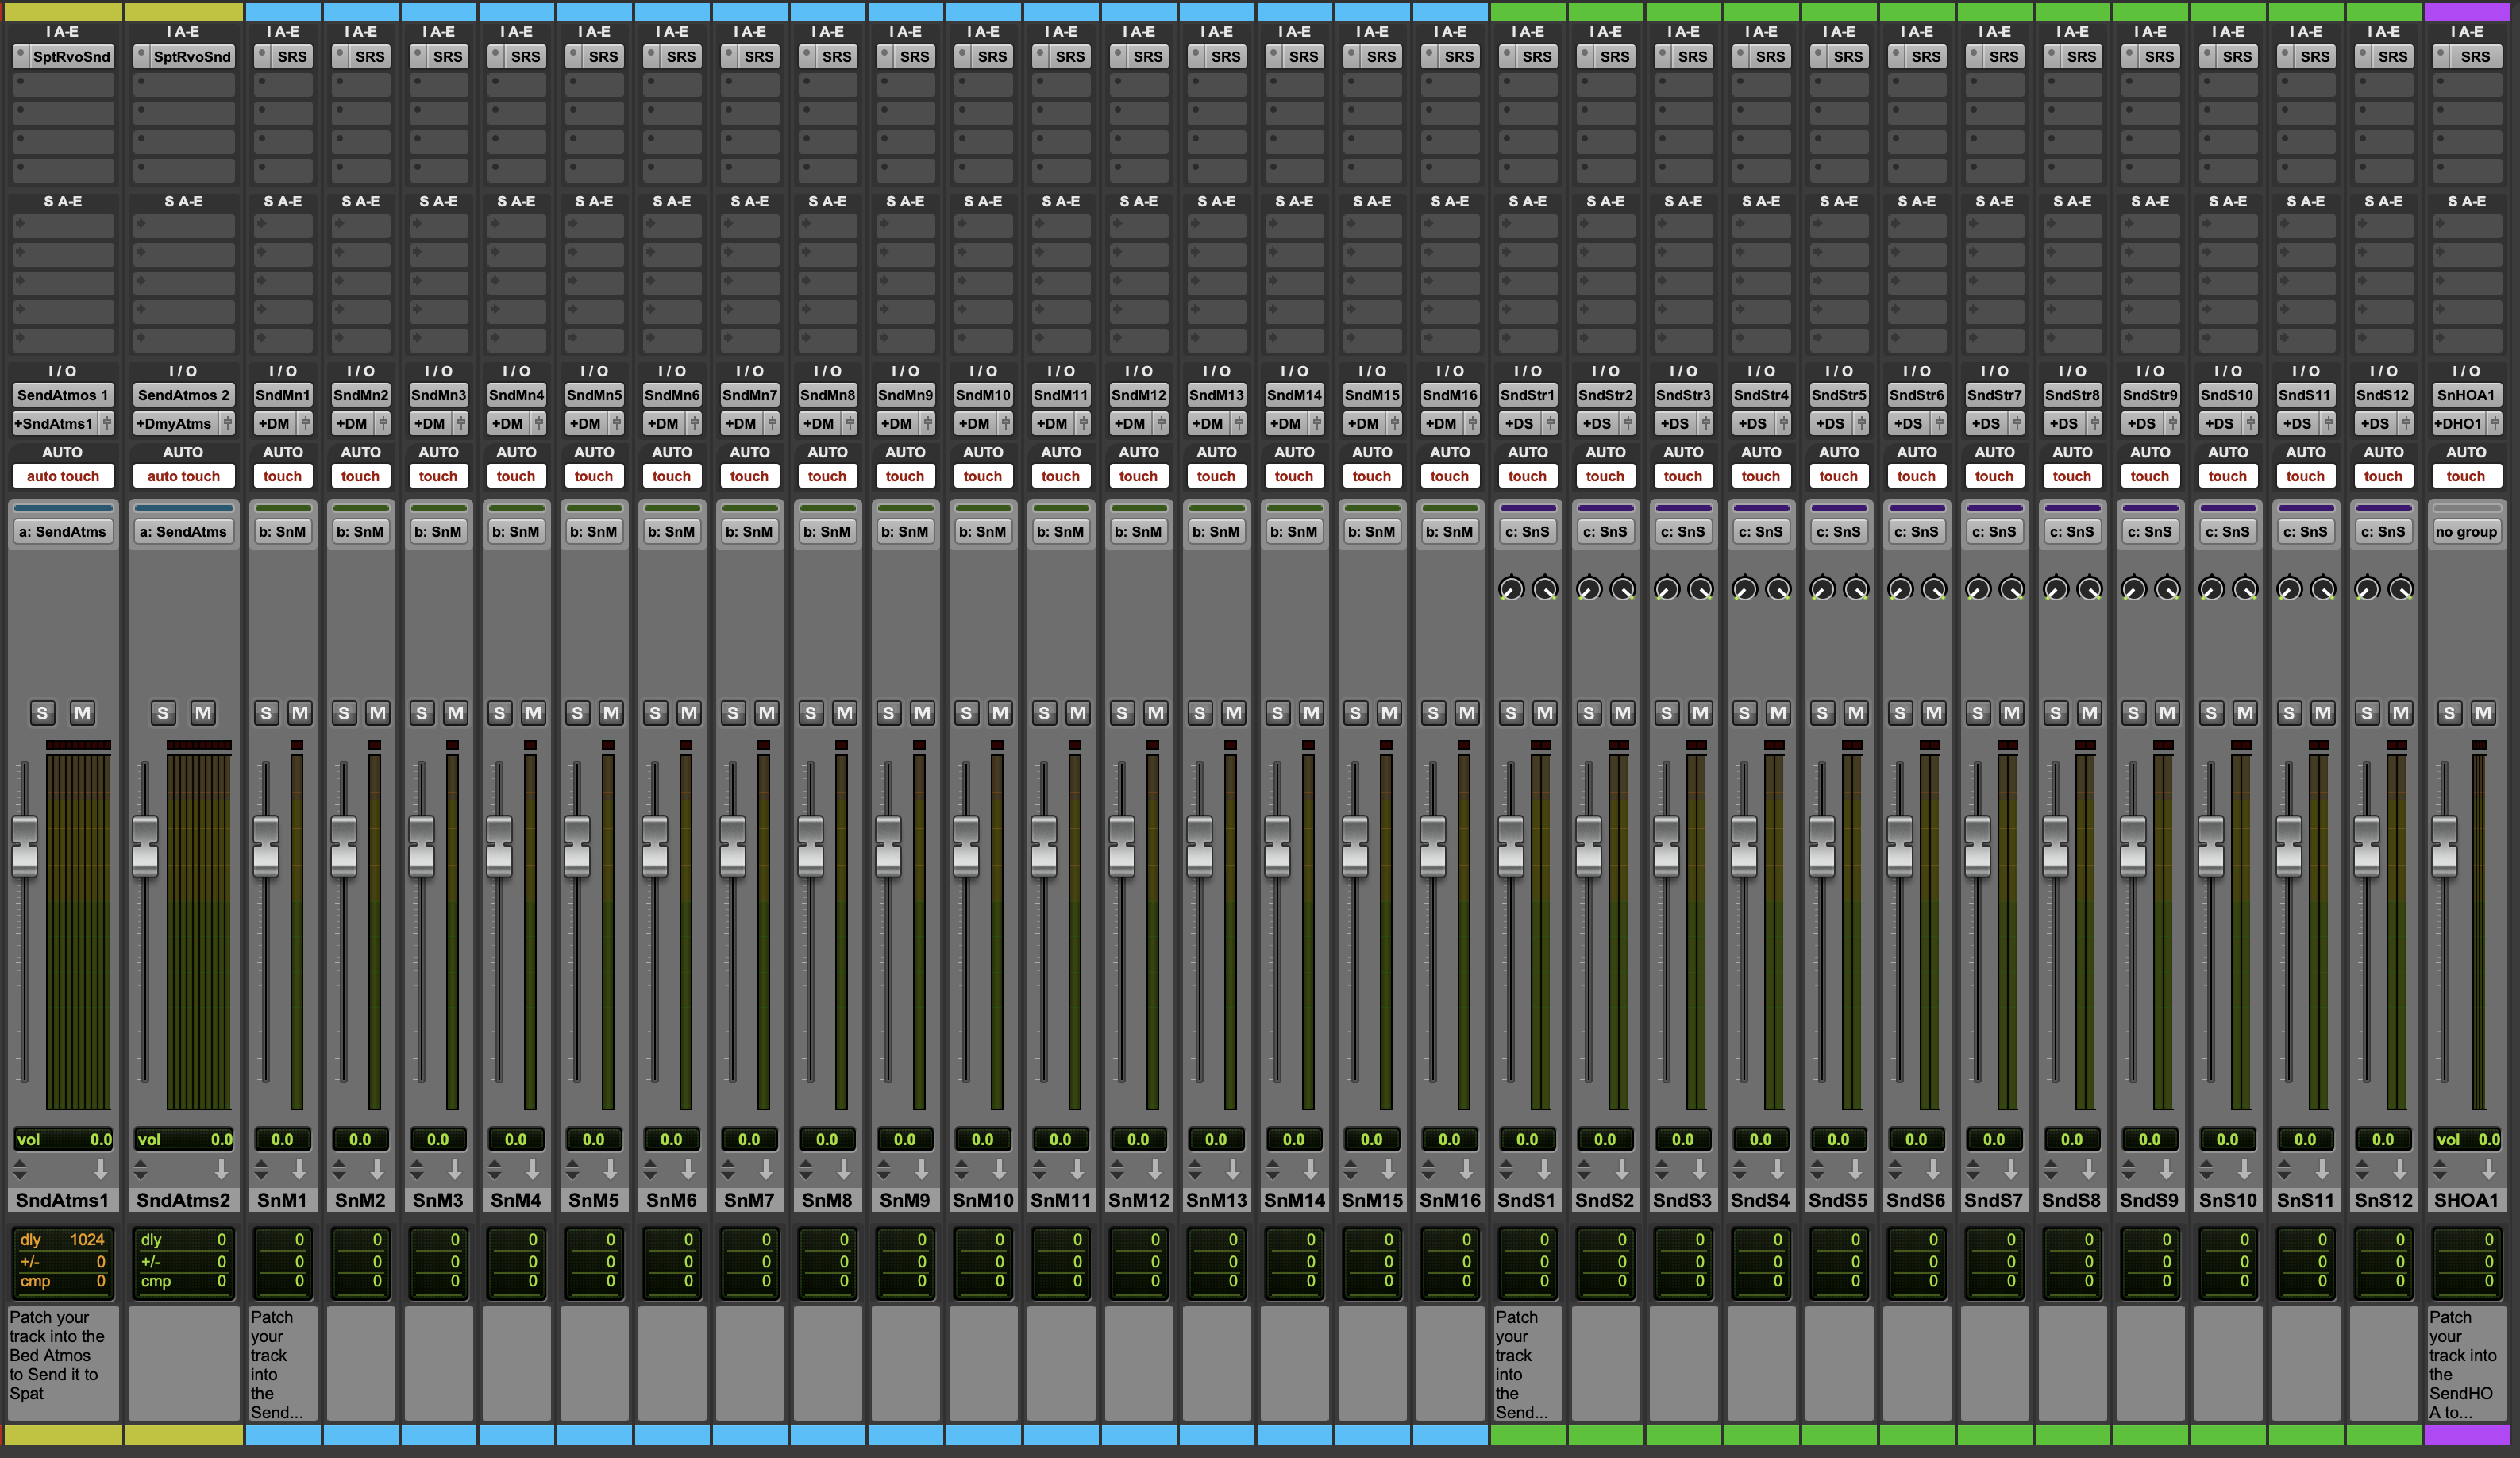 I A-E I A-E I A-E I A-E I A-E I A-E I A-E I A-E I A-E I A-E I A-E I A-E I A-E I A-E I A-E I A-E I A-E I A-E I A-E I A-E I A-E I A-E I A-E I A-E I A-E I A-E I A-E I A-E I A-E I A-E I A-E
SptRvoSnd SptRvoSnd SRS SRS SRS SRS SRS SRS SRS SRS SRS SRS SRS SRS SRS SRS SRS SRS SRS SRS SRS SRS SRS SRS SRS SRS SRS SRS SRS SRS SRS
S A-E S A-E S A-E S A-E S A-E S A-E S A-E S A-E S A-E S A-E S A-E S A-E S A-E S A-E S A-E S A-E S A-E S A-E S A-E S A-E S A-E S A-E S A-E S A-E S A-E S A-E S A-E S A-E S A-E S A-E S A-E
I / O I / O I / O I / O I / O I / O I / O I / O I / O I / O I / O I / O I / O I / O I / O I / O I / O I / O I / O I / O I / O I / O I / O I / O I / O I / O I / O I / O I / O I / O I / O
SendAtmos 1 SendAtmos 2 SndMn1 SndMn2 SndMn3 SndMn4 SndMn5 SndMn6 SndMn7 SndMn8 SndMn9 SndM10 SndM11 SndM12 SndM13 SndM14 SndM15 SndM16 SndStr1 SndStr2 SndStr3 SndStr4 SndStr5 SndStr6 SndStr7 SndStr8 SndStr9 SndS10 SndS11 SndS12 SnHOA1
+SndAtms1 +DmyAtms +DM +DM +DM +DM +DM +DM +DM +DM +DM +DM +DM +DM +DM +DM +DM +DM +DS +DS +DS +DS +DS +DS +DS +DS +DS +DS +DS +DS +DHO1
AUTO AUTO AUTO AUTO AUTO AUTO AUTO AUTO AUTO AUTO AUTO AUTO AUTO AUTO AUTO AUTO AUTO AUTO AUTO AUTO AUTO AUTO AUTO AUTO AUTO AUTO AUTO AUTO AUTO AUTO AUTO
auto touch auto touch touch touch touch touch touch touch touch touch touch touch touch touch touch touch touch touch touch touch touch touch touch touch touch touch touch touch touch touch touch
a: SendAtms a: SendAtms b: SnM b: SnM b: SnM b: SnM b: SnM b: SnM b: SnM b: SnM b: SnM b: SnM b: SnM b: SnM b: SnM b: SnM b: SnM b: SnM c: SnS c: SnS c: SnS c: SnS c: SnS c: SnS c: SnS c: SnS c: SnS c: SnS c: SnS c: SnS no group
S M S M S M S M S M S M S M S M S M S M S M S M S M S M S M S M S M S M S M S M S M S M S M S M S M S M S M S M S M S M S M
vol 0.0 vol 0.0 0.0 0.0 0.0 0.0 0.0 0.0 0.0 0.0 0.0 0.0 0.0 0.0 0.0 0.0 0.0 0.0 0.0 0.0 0.0 0.0 0.0 0.0 0.0 0.0 0.0 0.0 0.0 0.0 vol 0.0
SndAtms1 SndAtms2 SnM1 SnM2 SnM3 SnM4 SnM5 SnM6 SnM7 SnM8 SnM9 SnM10 SnM11 SnM12 SnM13 SnM14 SnM15 SnM16 SndS1 SndS2 SndS3 SndS4 SndS5 SndS6 SndS7 SndS8 SndS9 SnS10 SnS11 SnS12 SHOA1
dly 1024 dly 0 0 0 0 0 0 0 0 0 0 0 0 0 0 0 0 0 0 0 0 0 0 0 0 0 0 0 0 0 0
+/- 0 +/- 0 0 0 0 0 0 0 0 0 0 0 0 0 0 0 0 0 0 0 0 0 0 0 0 0 0 0 0 0 0
cmp 0 cmp 0 0 0 0 0 0 0 0 0 0 0 0 0 0 0 0 0 0 0 0 0 0 0 0 0 0 0 0 0 0
Patch your
track into the
Bed Atmos
to Send it to
Spat
Patch
your
track
into
the
Send...
Patch
your
track
into
the
Send...
Patch
your
track into
the
SendHO
A to...